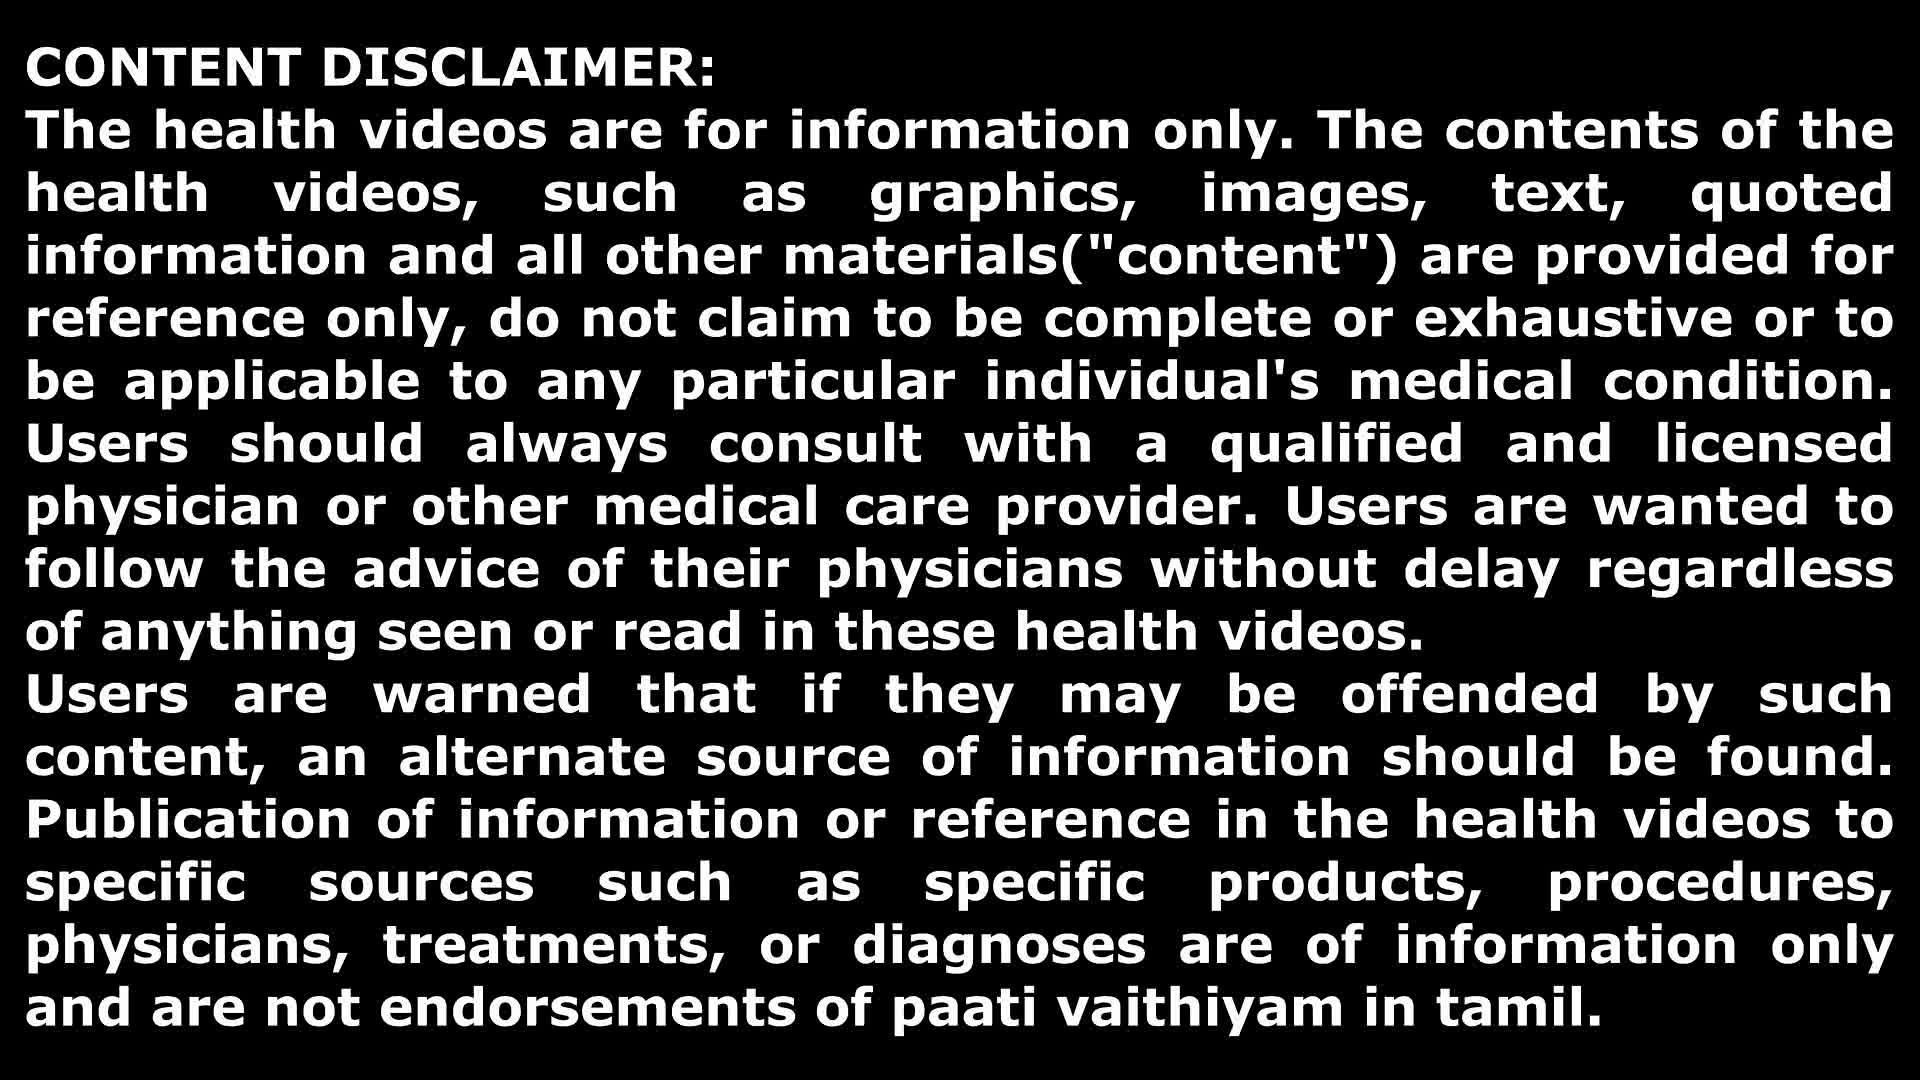 CONTENT DISCLAIMER:
The health videos are for information only. The contents of the
health videos, such as graphics, images, text, quoted
information and all other materials("content") are provided for
reference only, do not claim to be complete or exhaustive or to
be applicable to any particular individual's medical condition.
Users should always consult with a qualified and licensed
physician or other medical care provider. Users are wanted to
follow the advice of their physicians without delay regardless
of anything seen or read in these health videos.
Users are warned that if they may be offended by such
content, an alternate source of information should be found.
Publication of information or reference in the health videos to
specific sources such as specific products, procedures,
physicians, treatments, or diagnoses are of information only
and are not endorsements of paati vaithiyam in tamil.